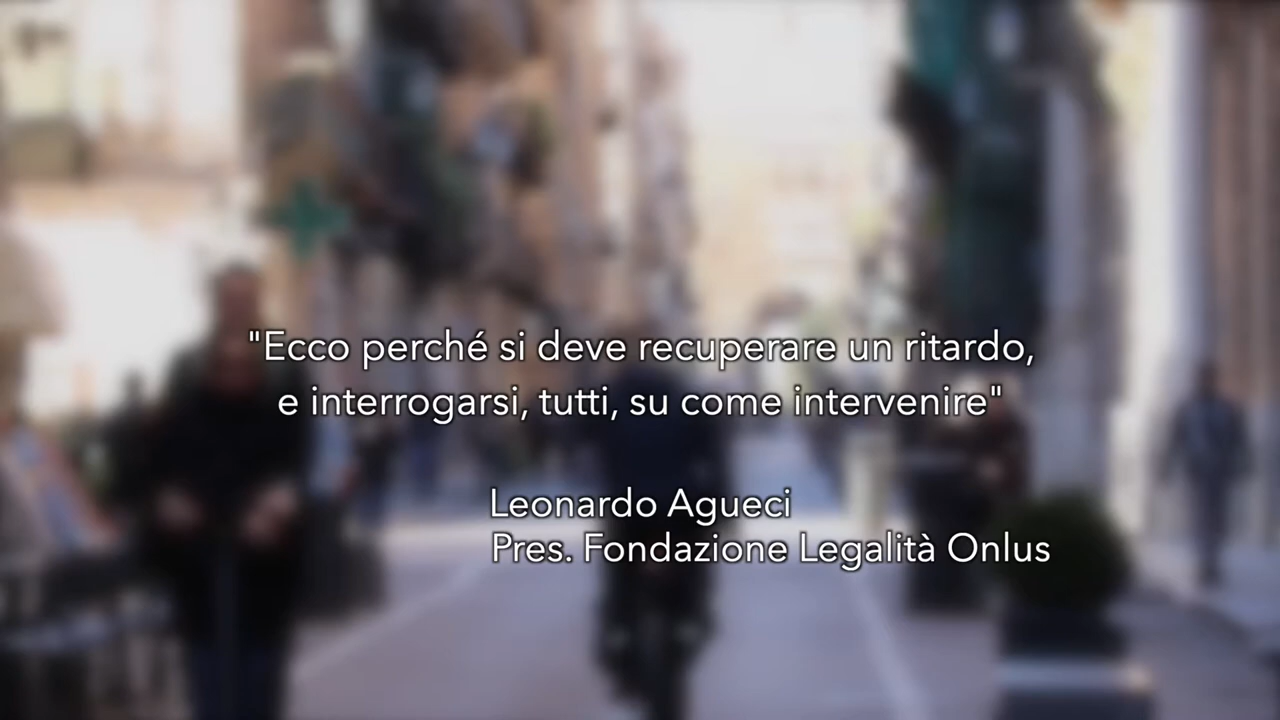 "Ecco perché si deve recuperare un ritardo,
e interrogarsi, tutti, su come intervenire"
Leonardo Agueci
Pres. Fondazione Legalità Onlus